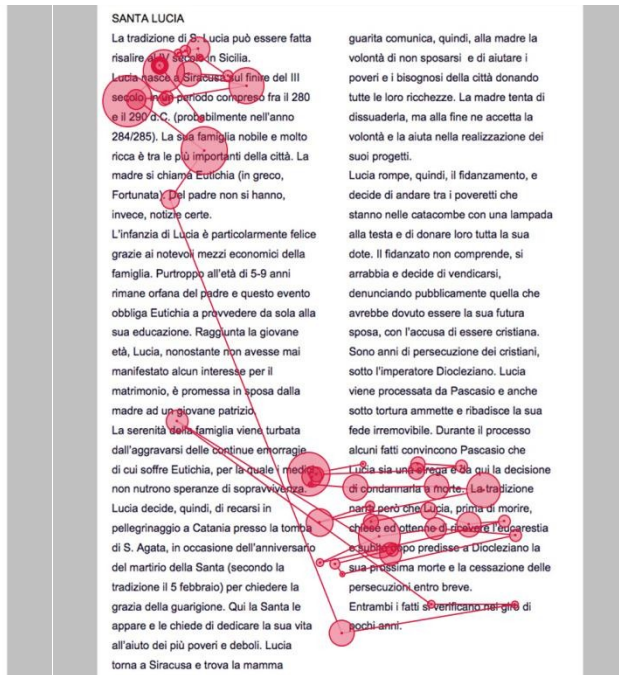 SANTA LUCIA
La tradizione di S. Lucia può essere fatta
risalire al IV secolo in Sicilia.
Lucia nasce a Siracusa sul finire del III
secolo, in un periodo compreso fra il 280
e il 290 d.C. (probabilmente nell'anno
284/285). La sua famiglia nobile e molto
ricca è tra le più importanti della città. La
madre si chiama Eutichia (in greco,
Fortunata). Del padre non si hanno,
invece, notizie certe.
L'infanzia di Lucia è particolarmente felice
grazie ai notevoli mezzi economici della
famiglia. Purtroppo all'età di 5-9 anni
rimane orfana del padre e questo evento
obbliga Eutichia a provvedere da sola alla
sua educazione. Raggiunta la giovane
età, Lucia, nonostante non avesse mai
manifestato alcun interesse per il
matrimonio, è promessa in sposa dalla
madre ad un giovane patrizio.
La serenità della famiglia viene turbata
dall'aggravarsi delle continue emorragie
di cui soffre Eutichia, per la quale i medici
non nutrono speranze di sopravvivenza.
Lucia decide, quindi, di recarsi in
pellegrinaggio a Catania presso la tomba
di S. Agata, in occasione dell'anniversario
del martirio della Santa (secondo la
tradizione il 5 febbraio) per chiedere la
grazia della guarigione. Qui la Santa le
appare e le chiede di dedicare la sua vita
all'aiuto dei più poveri e deboli. Lucia
torna a Siracusa e trova la mamma
guarita comunica, quindi, alla madre la
volontà di non sposarsi e di aiutare i
poveri e i bisognosi della città donando
tutte le loro ricchezze. La madre tenta di
dissuaderla, ma alla fine ne accetta la
volontà e la aiuta nella realizzazione dei
suoi progetti.
Lucia rompe, quindi, il fidanzamento, e
decide di andare tra i poveretti che
stanno nelle catacombe con una lampada
alla testa e di donare loro tutta la sua
dote. Il fidanzato non comprende, si
arrabbia e decide di vendicarsi,
denunciando pubblicamente quella che
avrebbe dovuto essere la sua futura
sposa, con l'accusa di essere cristiana.
Sono anni di persecuzione dei cristiani,
sotto l'imperatore Diocleziano. Lucia
viene processata da Pascasio e anche
sotto tortura ammette e ribadisce la sua
fede irremovibile. Durante il processo
alcuni fatti convincono Pascasio che
Lucia sia una strega e da qui la decisione
di condannarla a morte. La tradizione
narra però che Lucia, prima di morire,
chiese ed ottenne di ricevere l'eucarestia
e subito dopo predisse a Diocleziano la
sua prossima morte e la cessazione delle
persecuzioni entro breve.
Entrambi i fatti si verificano nel giro di
pochi anni.